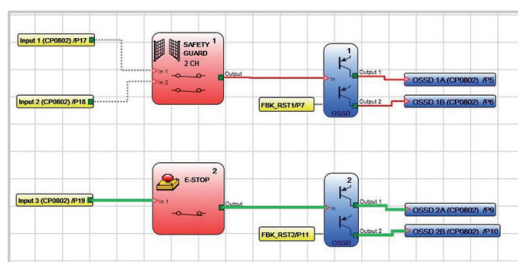 Input 1 (CP0802) /P17
Input 2 (CP0802) /P18
SAFETY
GUARD
2 CH
1
In 1
In 2
Output
1
In
Output 1
Output 2
FBK_RST1/P7
OSSD
OSSD 1A (CP0802) /P5
OSSD 1B (CP0802) /P6
2
E-STOP
Input 3 (CP0802) /P19
In 1
Output
2
In
Output 1
Output 2
FBK_RST2/P11
OSSD
OSSD 2A (CP0802) /P9
OSSD 2B (CP0802) /P10